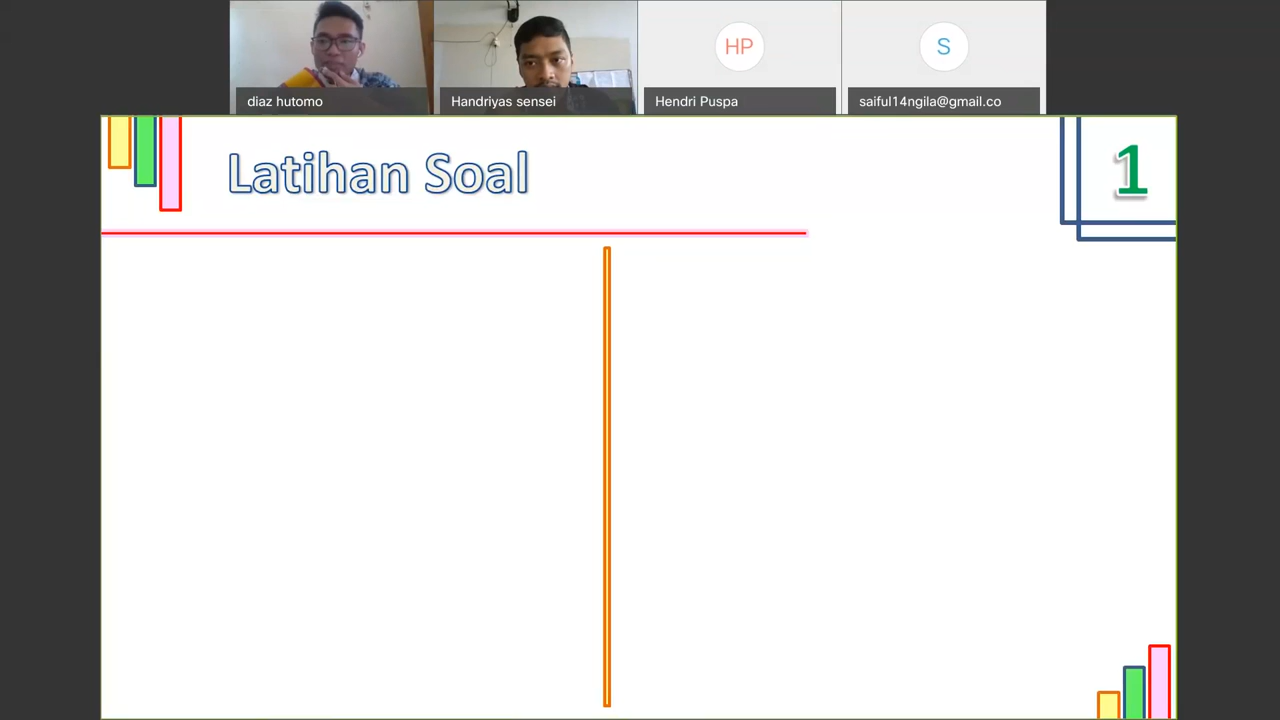 HP
S
diaz hutomo
Handriyas sensei
Hendri Puspa
saiful14ngila@gmail.co
Latihan Soal
1